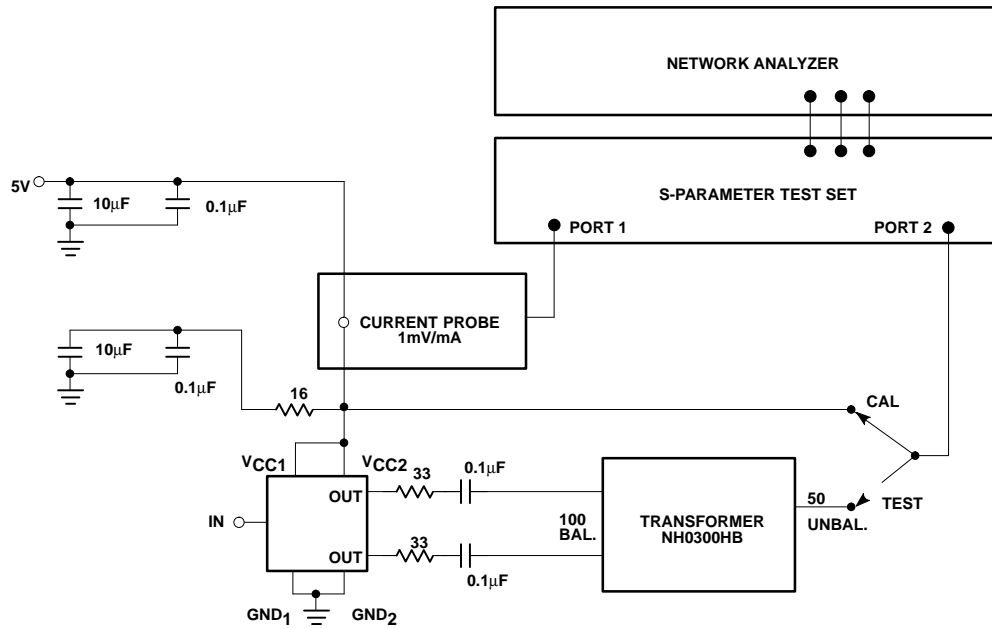 NETWORK ANALYZER
S-PARAMETER TEST SET
PORT 1
PORT 2
5V
10μF
0.1μF
CURRENT PROBE
1mV/mA
10μF
0.1μF
16
CAL
VCC1
VCC2
33
0.1μF
OUT
IN
OUT
33
0.1μF
100
BAL.
TRANSFORMER
NH0300HB
50
UNBAL.
TEST
GND1
GND2